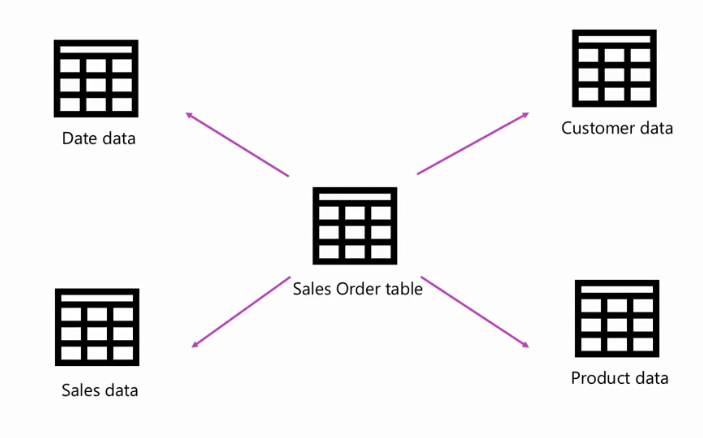 Date data
Customer data
Sales Order table
Sales data
Product data